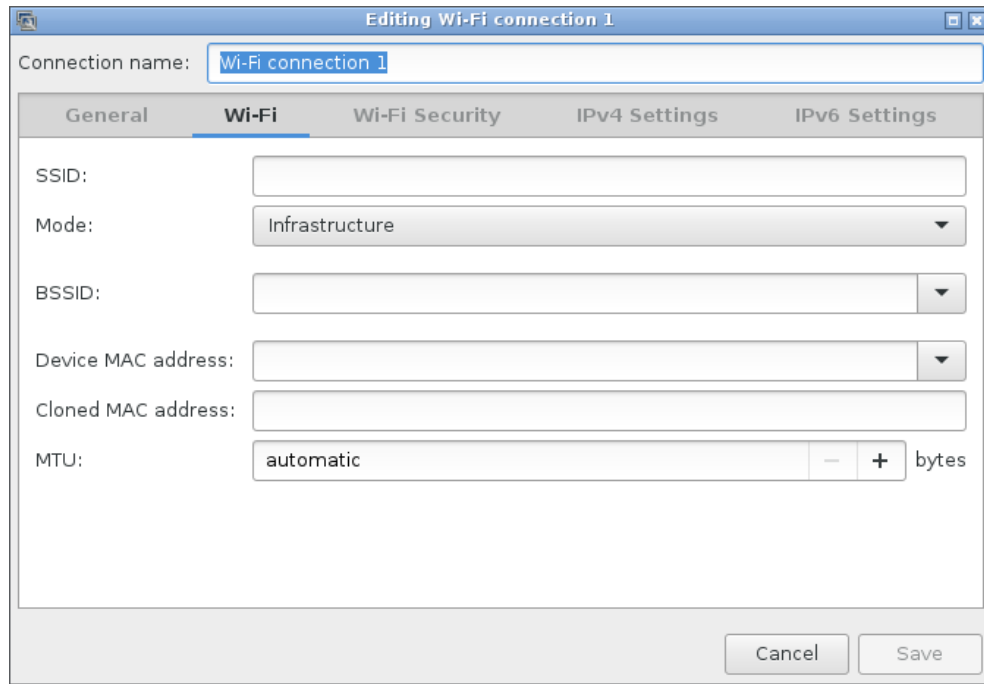 Editing Wi-Fi connection 1
Connection name: Wi-Fi connection 1
General Wi-Fi Wi-Fi Security IPv4 Settings IPv6 Settings
SSID:
Mode: Infrastructure
BSSID:
Device MAC address:
Cloned MAC address:
MTU: automatic − + bytes
Cancel Save